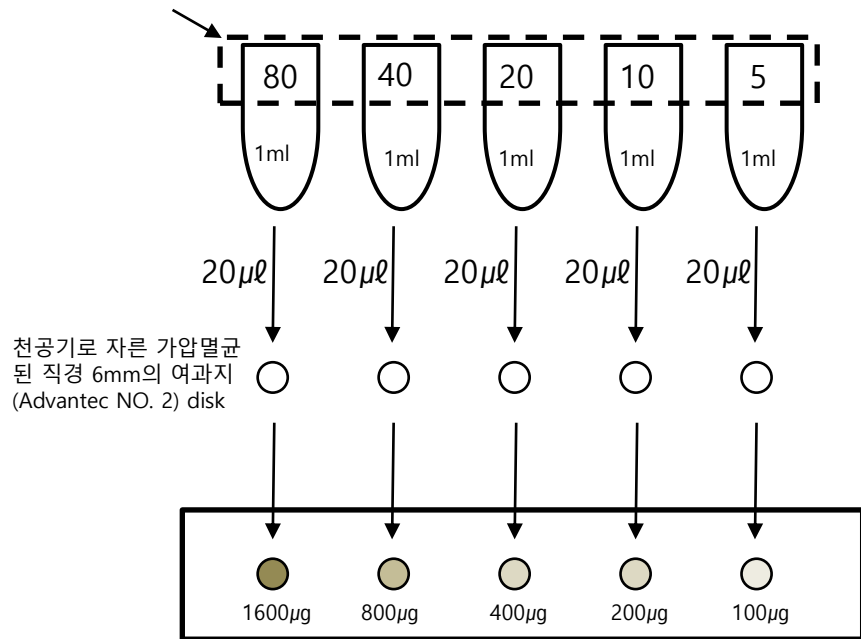 80 40 20 10 5
1ml 1ml 1ml 1ml 1ml
20㎕ 20㎕ 20㎕ 20㎕ 20㎕
천공기로 자른 가압멸균
된 직경 6mm의 여과지
(Advantec NO. 2) disk
1600㎍ 800㎍ 400㎍ 200㎍ 100㎍